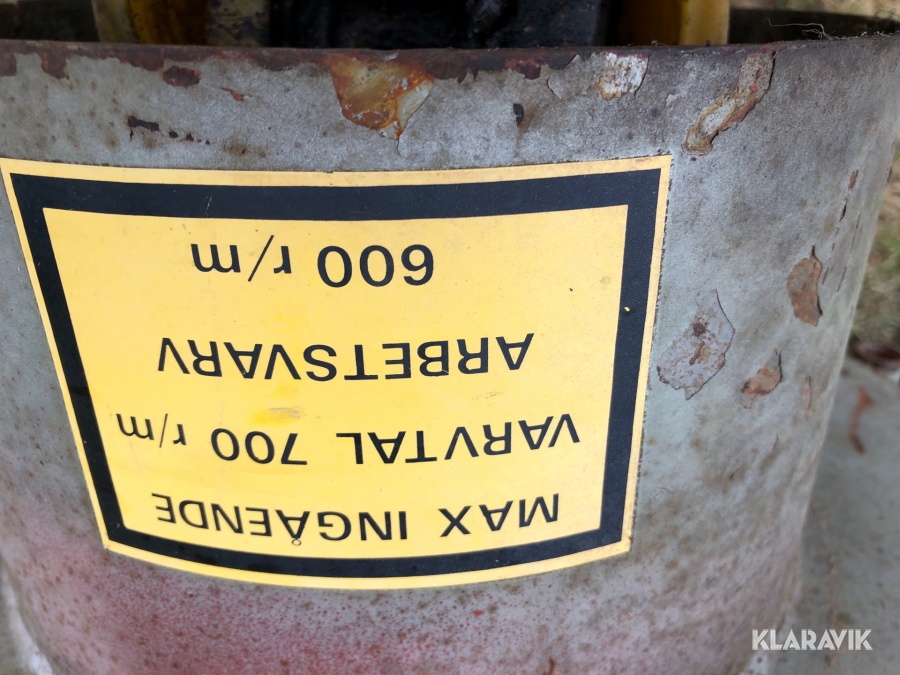 MAX INGÅENDE
VARVTAL 700 r/m
ARBETSVARV
600 r/m
KLARAVIK